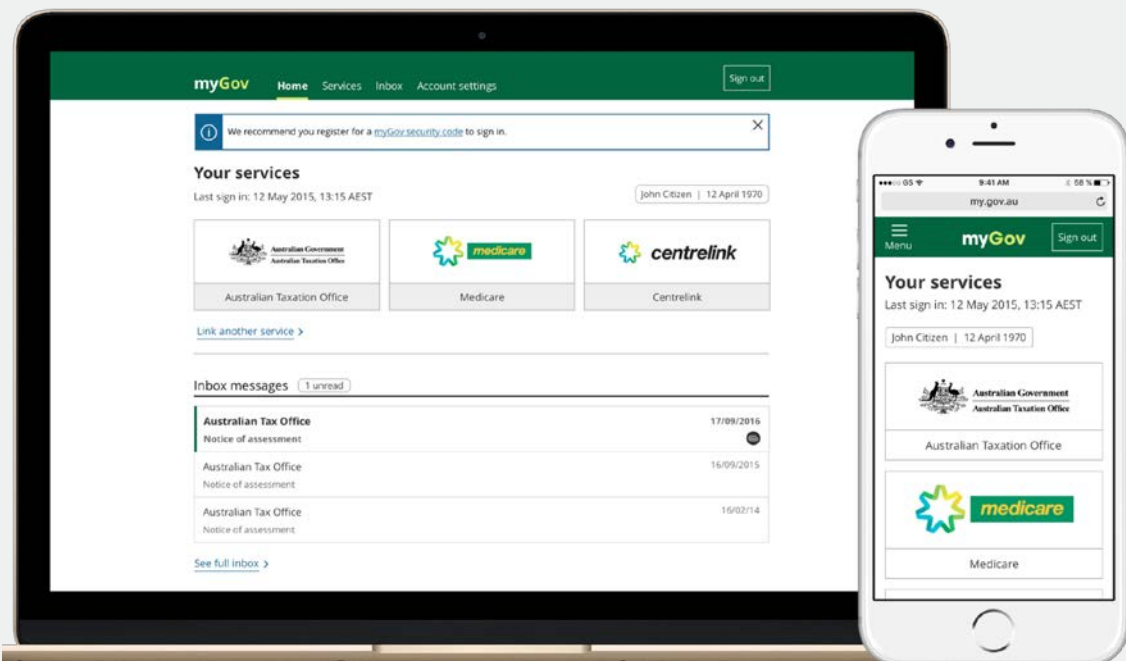 myGov Home Services Inbox Account settings Sign out
We recommend you register for a myGov security code to sign in.
Your services
Last sign in: 12 May 2015, 13:15 AEST
John Citizen | 12 April 1970
Australian Government
Australian Taxation Office
medicare
centrelink
Australian Taxation Office
Medicare
Centrelink
Link another service >
Inbox messages 1 unread
Australian Tax Office 17/09/2016
Notice of assessment
Australian Tax Office 16/09/2015
Notice of assessment
Australian Tax Office 16/02/14
Notice of assessment
See full inbox >
GS 9:41 AM 58 %
my.gov.au
Menu myGov Sign out
Your services
Last sign in: 12 May 2015, 13:15 AEST
John Citizen | 12 April 1970
Australian Government
Australian Taxation Office
Australian Taxation Office
medicare
Medicare